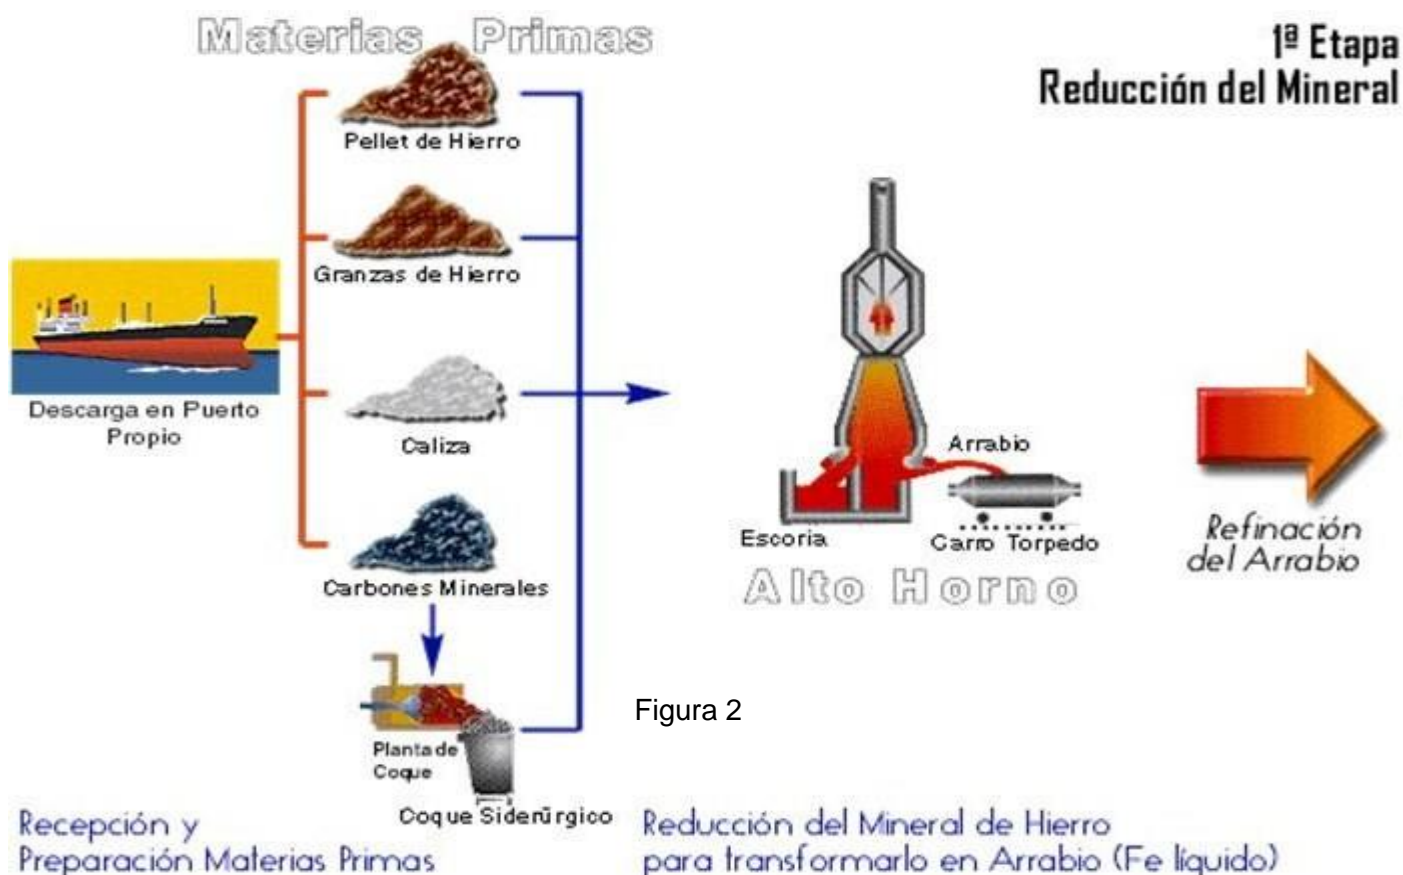 Materias Primas
1ª Etapa
Reducción del Mineral
Pellet de Hierro
Granzas de Hierro
Descarga en Puerto
Propio
Caliza
Carbones Minerales
Planta de
Coque
Coque Siderúrgico
Arrabio
Escoria
Carro Torpedo
Alto Horno
Refinación
del Arrabio
Figura 2
Recepción y
Preparación Materias Primas
Reducción del Mineral de Hierro
para transformarlo en Arrabio (Fe líquido)